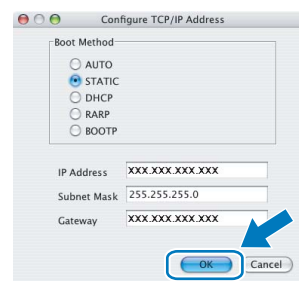 Configure TCP/IP Address
Boot Method
AUTO
STATIC
DHCP
RARP
BOOTP
IP Address XXX.XXX.XXX.XXX
Subnet Mask 255.255.255.0
Gateway XXX.XXX.XXX.XXX
OK Cancel